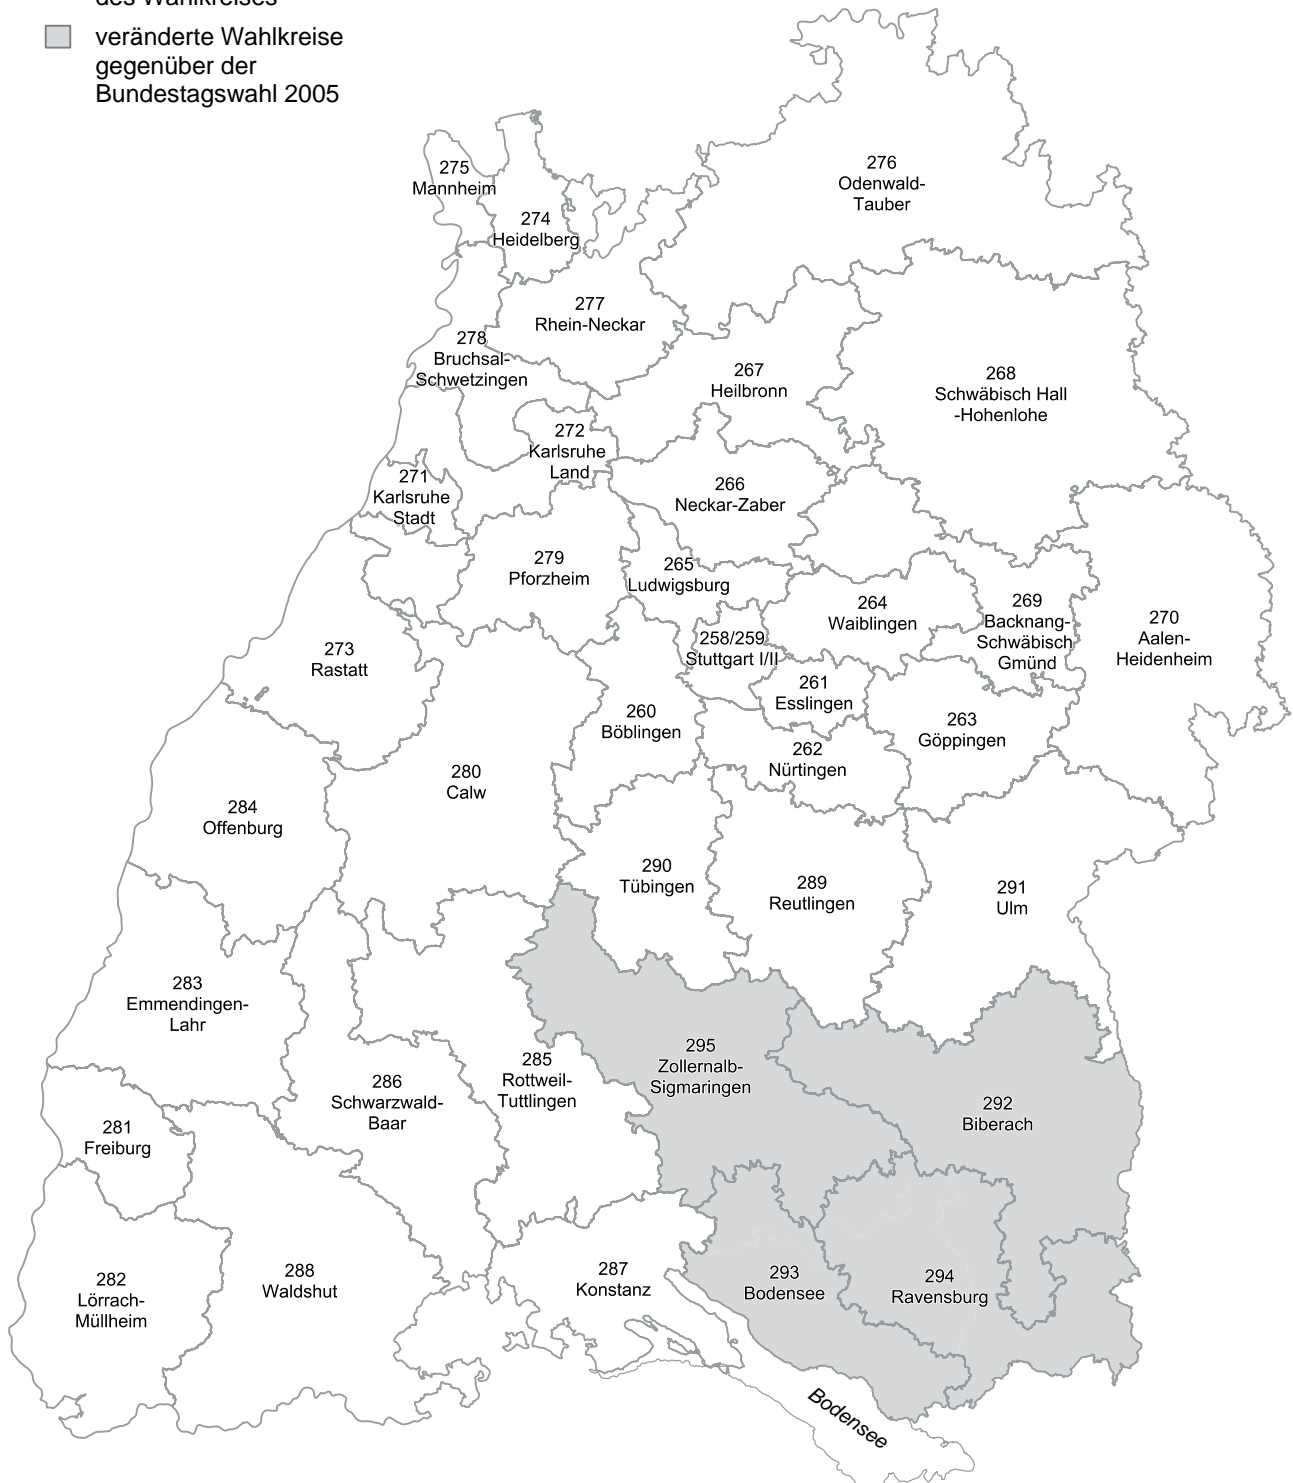 des Wahlkreises
veränderte Wahlkreise
gegenüber der
Bundestagswahl 2005
276
Odenwald-
Tauber
275
Mannheim
274
Heidelberg
277
Rhein-Neckar
278
Bruchsal-
Schwetzingen
267
Heilbronn
268
Schwäbisch Hall
-Hohenlohe
272
Karlsruhe
Land
271
Karlsruhe
Stadt
266
Neckar-Zaber
279
Pforzheim
265
Ludwigsburg
264
Waiblingen
269
Backnang-
Schwäbisch
Gmünd
270
Aalen-
Heidenheim
273
Rastatt
258/259
Stuttgart I/II
261
Esslingen
260
Böblingen
263
Göppingen
262
Nürtingen
280
Calw
284
Offenburg
290
Tübingen
289
Reutlingen
291
Ulm
283
Emmendingen-
Lahr
295
Zollernalb-
Sigmaringen
285
Rottweil-
Tuttlingen
286
Schwarzwald-
Baar
292
Biberach
281
Freiburg
282
Lörrach-
Müllheim
288
Waldshut
287
Konstanz
293
Bodensee
294
Ravensburg
Bodensee